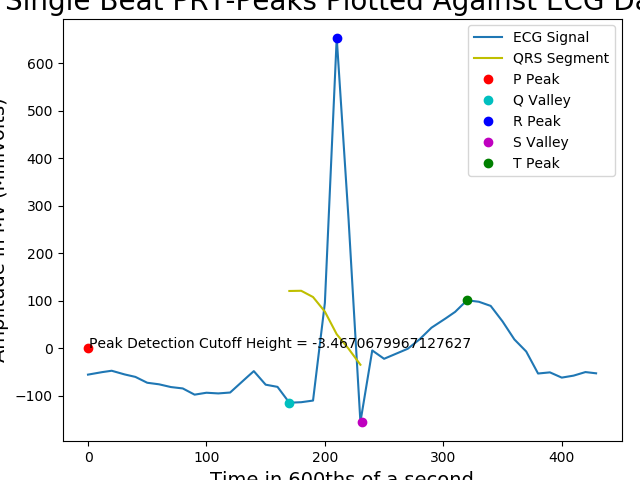 Single Beat PRT-Peaks Plotted Against ECG Da
ECG Signal
QRS Segment
P Peak
Q Valley
R Peak
S Valley
T Peak
Amplitude in MV (Millivolts)
600
500
400
300
200
100
0
−100
Peak Detection Cutoff Height = -3.4670679967127627
0 100 200 300 400
Time in 600ths of a second